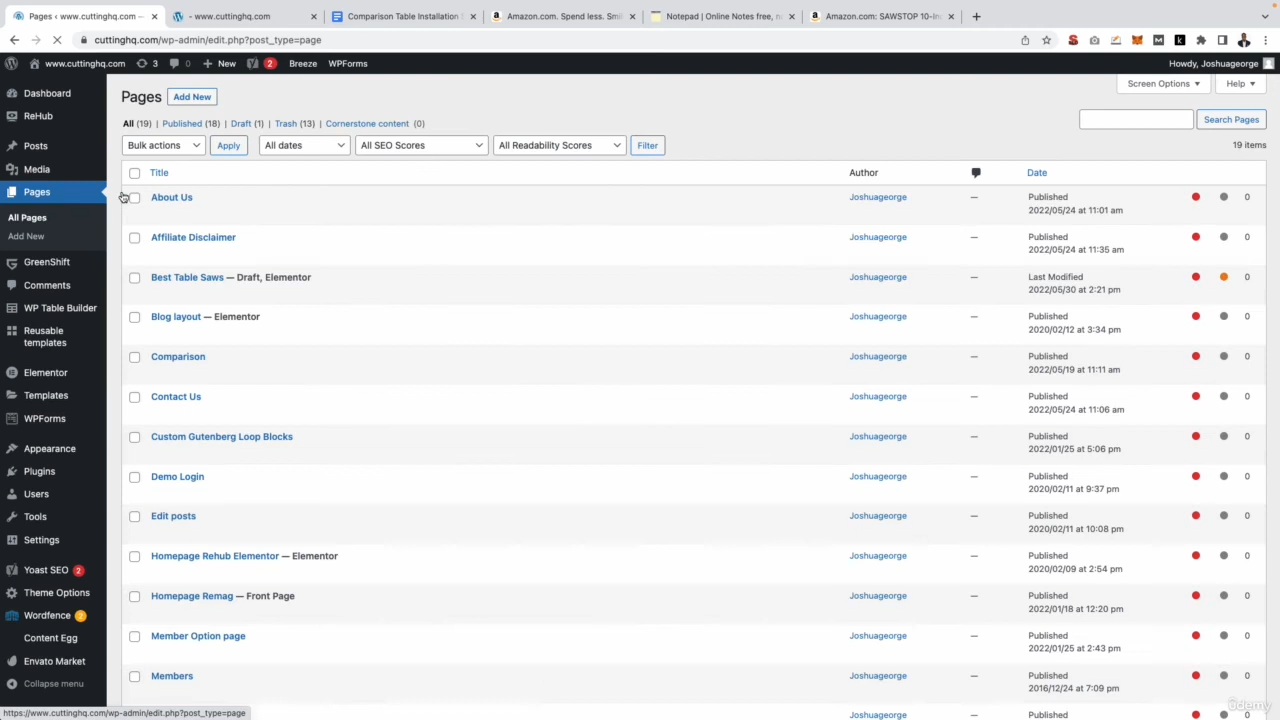 Pages ‹ www.cuttinghq.com —
- www.cuttinghq.com
Comparison Table Installation
Amazon.com. Spend less. Smil
Notepad | Online Notes free, n
Amazon.com: SAWSTOP 10-In
cuttinghq.com/wp-admin/edit.php?post_type=page
www.cuttinghq.com 3 0 + New 2 Breeze WPForms Howdy, Joshuageorge
Screen Options Help
Dashboard
ReHub
Posts
Media
Pages
All Pages
Add New
GreenShift
Comments
WP Table Builder
Reusable
templates
Elementor
Templates
WPForms
Appearance
Plugins
Users
Tools
Settings
Yoast SEO 2
Theme Options
Wordfence 2
Content Egg
Envato Market
Collapse menu
Pages Add New
All (19) | Published (18) | Draft (1) | Trash (13) | Cornerstone content (0)
Search Pages
Bulk actions Apply All dates All SEO Scores All Readability Scores Filter 19 items
Title Author Date
About Us Joshuageorge — Published 0
2022/05/24 at 11:01 am
Affiliate Disclaimer Joshuageorge — Published 0
2022/05/24 at 11:35 am
Best Table Saws — Draft, Elementor Joshuageorge — Last Modified 0
2022/05/30 at 2:21 pm
Blog layout — Elementor Joshuageorge — Published 0
2020/02/12 at 3:34 pm
Comparison Joshuageorge — Published 0
2022/05/19 at 11:11 am
Contact Us Joshuageorge — Published 0
2022/05/24 at 11:06 am
Custom Gutenberg Loop Blocks Joshuageorge — Published 0
2022/01/25 at 5:06 pm
Demo Login Joshuageorge — Published 0
2020/02/11 at 9:37 pm
Edit posts Joshuageorge — Published 0
2020/02/11 at 10:08 pm
Homepage Rehub Elementor — Elementor Joshuageorge — Published 0
2020/02/09 at 2:54 pm
Homepage Remag — Front Page Joshuageorge — Published 0
2022/01/18 at 12:20 pm
Member Option page Joshuageorge — Published 0
2022/01/25 at 2:43 pm
Members Joshuageorge — Published 0
2016/12/24 at 7:09 pm
Joshuageorge — Published 0
https://www.cuttinghq.com/wp-admin/edit.php?post_type=page
ûdemy